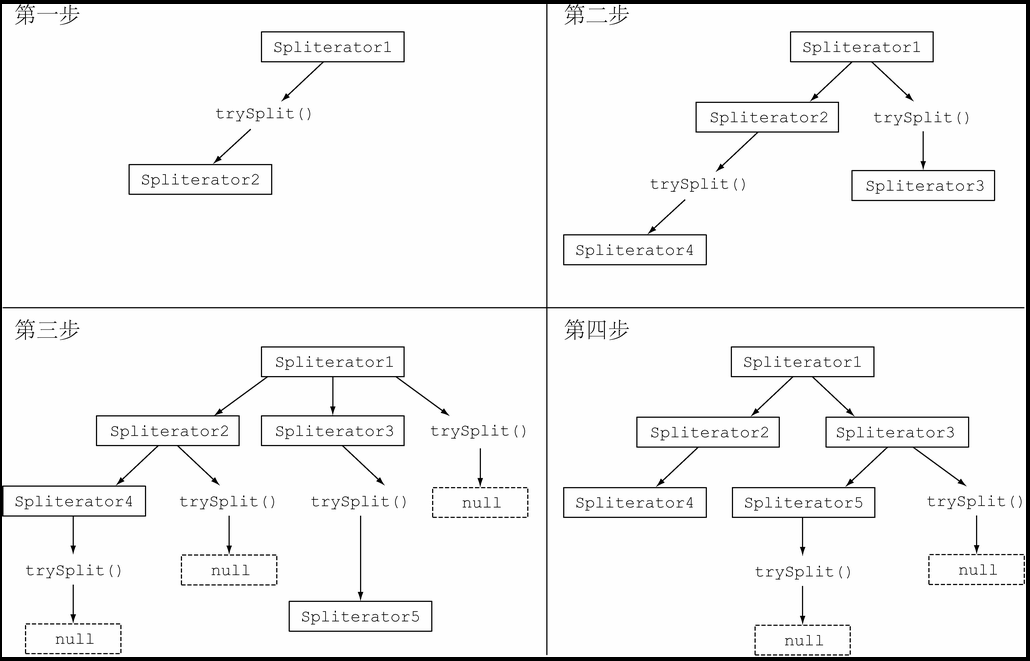 第一步
Spliterator1
trySplit()
Spliterator2
第二步
Spliterator1
Spliterator2
trySplit()
trySplit()
Spliterator3
Spliterator4
第三步
Spliterator1
Spliterator2
Spliterator3
trySplit()
Spliterator4
trySplit()
trySplit()
null
trySplit()
null
Spliterator5
null
第四步
Spliterator1
Spliterator2
Spliterator3
Spliterator4
Spliterator5
trySplit()
trySplit()
null
null